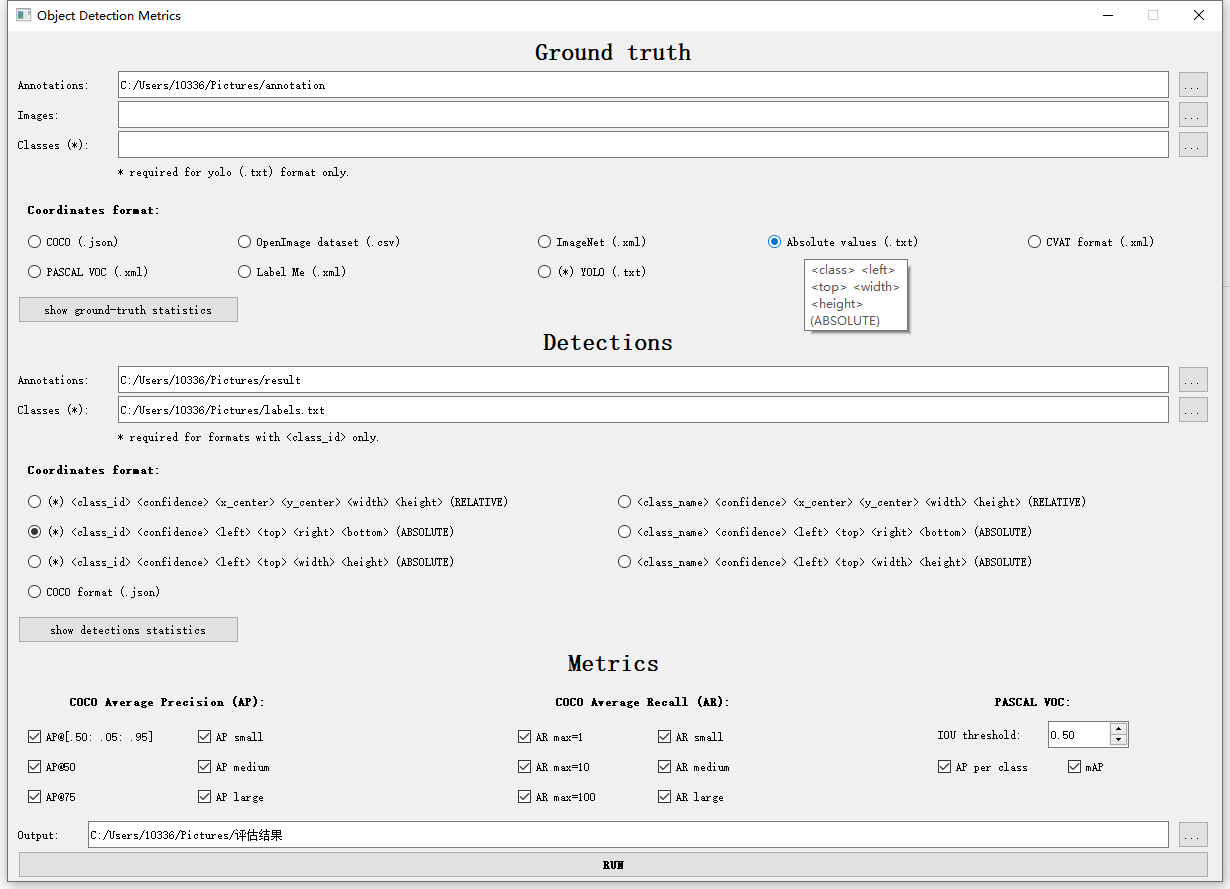 Object Detection Metrics
Ground truth
Annotations: C:/Users/10336/Pictures/annotation ...
Images: ...
Classes (*): ...
* required for yolo (.txt) format only.
Coordinates format:
COCO (.json) OpenImage dataset (.csv) ImageNet (.xml) Absolute values (.txt) CVAT format (.xml)
PASCAL VOC (.xml) Label Me (.xml) (*) YOLO (.txt)
<class> <left>
<top> <width>
<height>
(ABSOLUTE)
show ground-truth statistics
Detections
Annotations: C:/Users/10336/Pictures/result ...
Classes (*): C:/Users/10336/Pictures/labels.txt ...
* required for formats with <class_id> only.
Coordinates format:
(*) <class_id> <confidence> <x_center> <y_center> <width> <height> (RELATIVE) <class_name> <confidence> <x_center> <y_center> <width> <height> (RELATIVE)
(*) <class_id> <confidence> <left> <top> <right> <bottom> (ABSOLUTE) <class_name> <confidence> <left> <top> <right> <bottom> (ABSOLUTE)
(*) <class_id> <confidence> <left> <top> <width> <height> (ABSOLUTE) <class_name> <confidence> <left> <top> <width> <height> (ABSOLUTE)
COCO format (.json)
show detections statistics
Metrics
COCO Average Precision (AP): COCO Average Recall (AR): PASCAL VOC:
AP@[.50: .05: .95] AP small AR max=1 AR small IOU threshold: 0.50
AP@50 AP medium AR max=10 AR medium AP per class mAP
AP@75 AP large AR max=100 AR large
Output: C:/Users/10336/Pictures/评估结果 ...
RUN